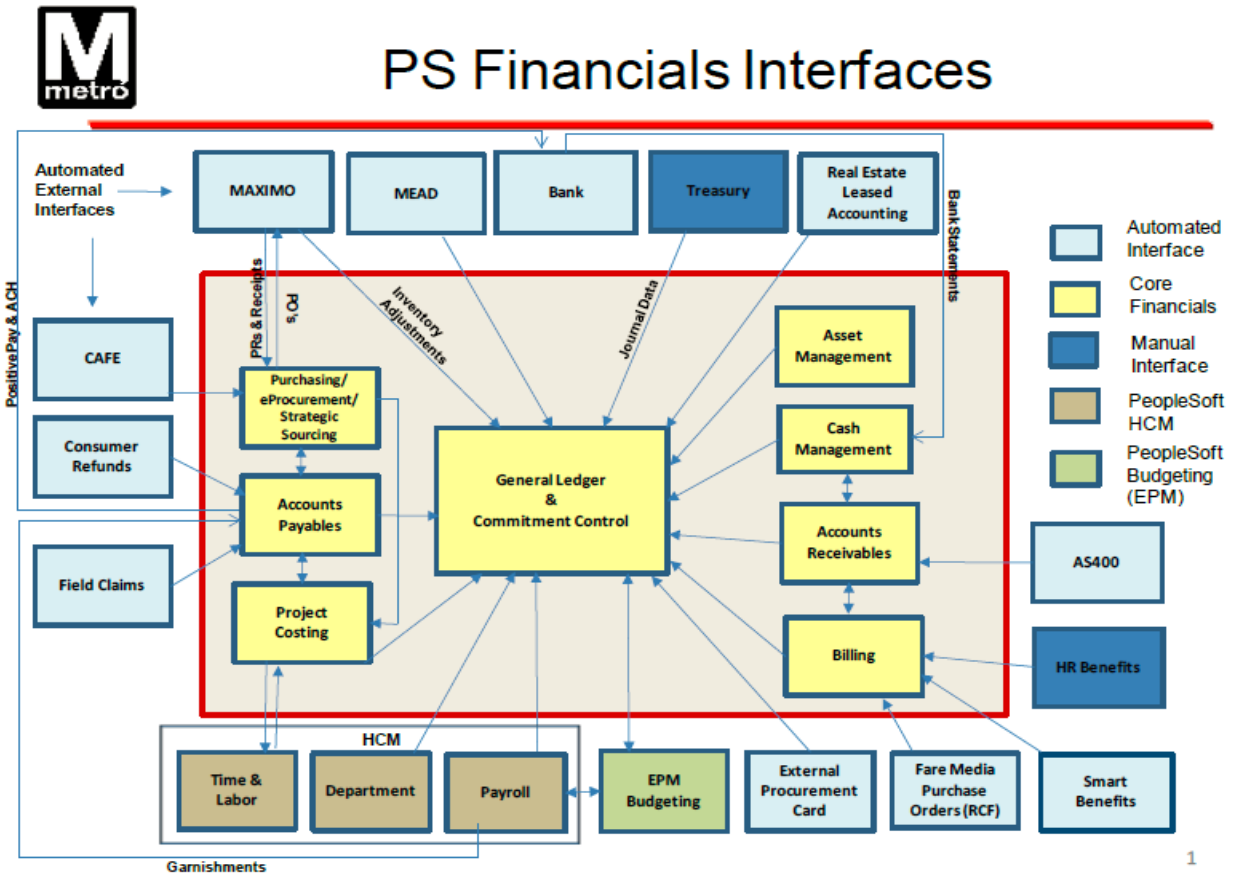 M
metro
PS Financials Interfaces
Automated
External
Interfaces
MAXIMO
MEAD
Bank
Treasury
Real Estate
Leased
Accounting
Bank Statements
Automated
Interface
Core
Financials
Manual
Interface
PeopleSoft
HCM
PeopleSoft
Budgeting
(EPM)
Positive Pay & ACH
PRs & Receipts
PO's
Inventory
Adjustments
Journal Data
CAFE
Consumer
Refunds
Field Claims
Purchasing/
eProcurement/
Strategic
Sourcing
Accounts
Payables
Project
Costing
General Ledger
&
Commitment Control
Asset
Management
Cash
Management
Accounts
Receivables
Billing
AS400
HR Benefits
HCM
Time &
Labor
Department
Payroll
EPM
Budgeting
External
Procurement
Card
Fare Media
Purchase
Orders (RCF)
Smart
Benefits
Garnishments
1